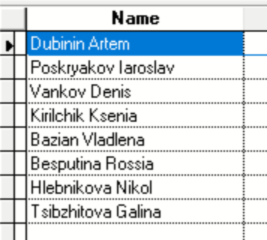 Name
Dubinin Artem
Poskryakov Iaroslav
Vankov Denis
Kirilchik Ksenia
Bazian Vladlena
Besputina Rossia
Hlebnikova Nikol
Tsibzhitova Galina